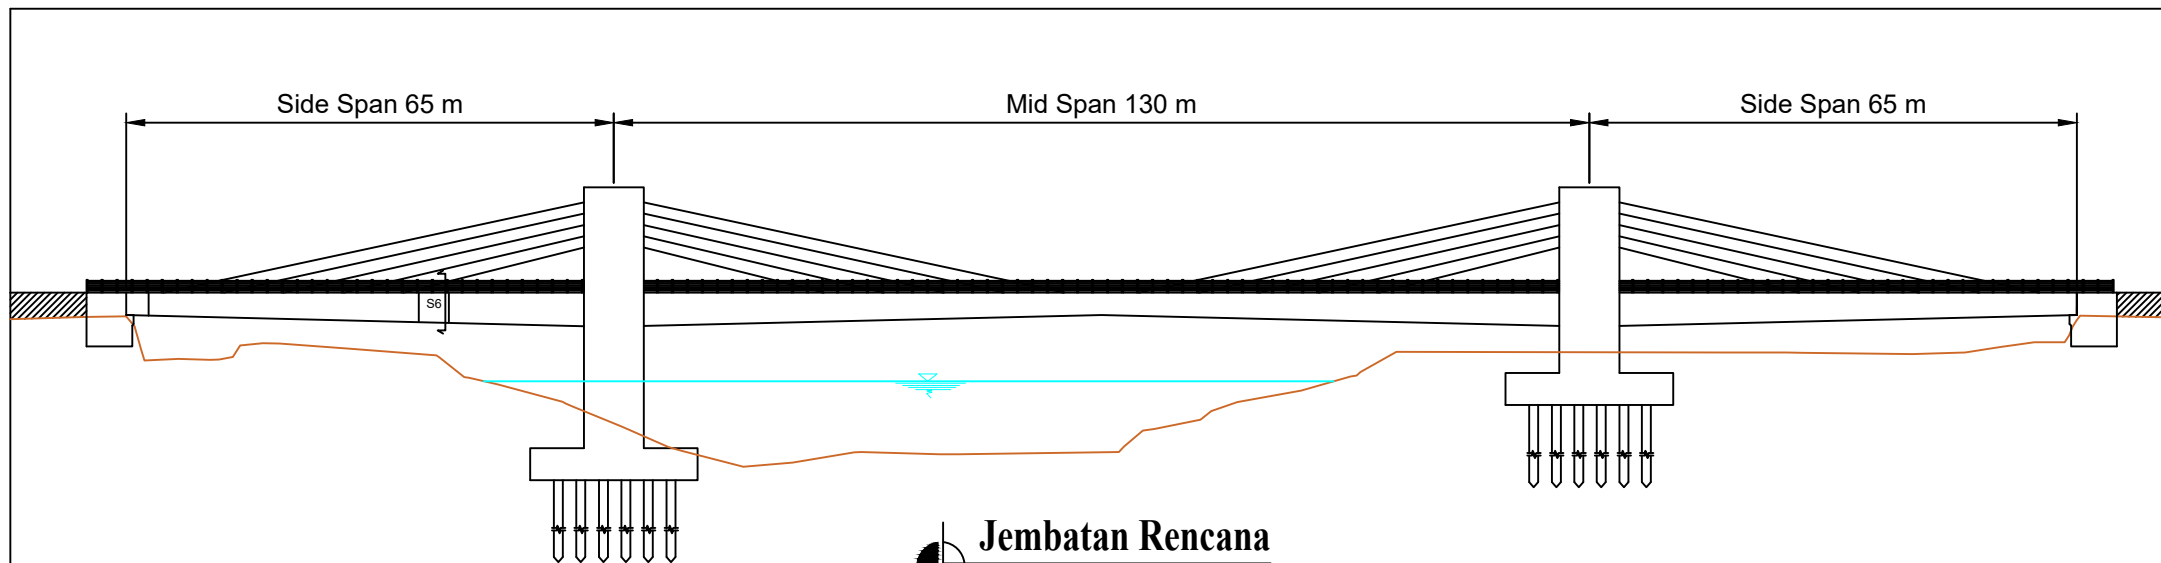 Side Span 65 m
Mid Span 130 m
Side Span 65 m
S6
Jembatan Rencana